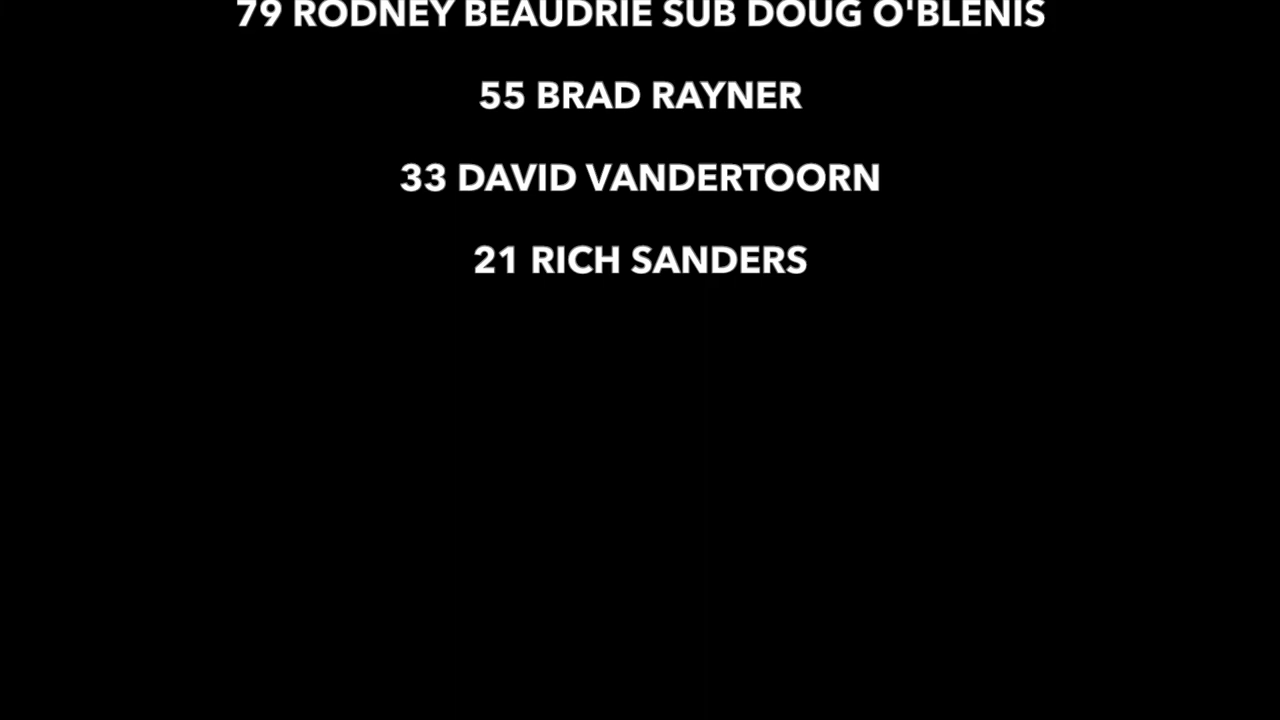 79 RODNEY BEAUDRIE SUB DOUG O'BLENIS
55 BRAD RAYNER
33 DAVID VANDERTOORN
21 RICH SANDERS